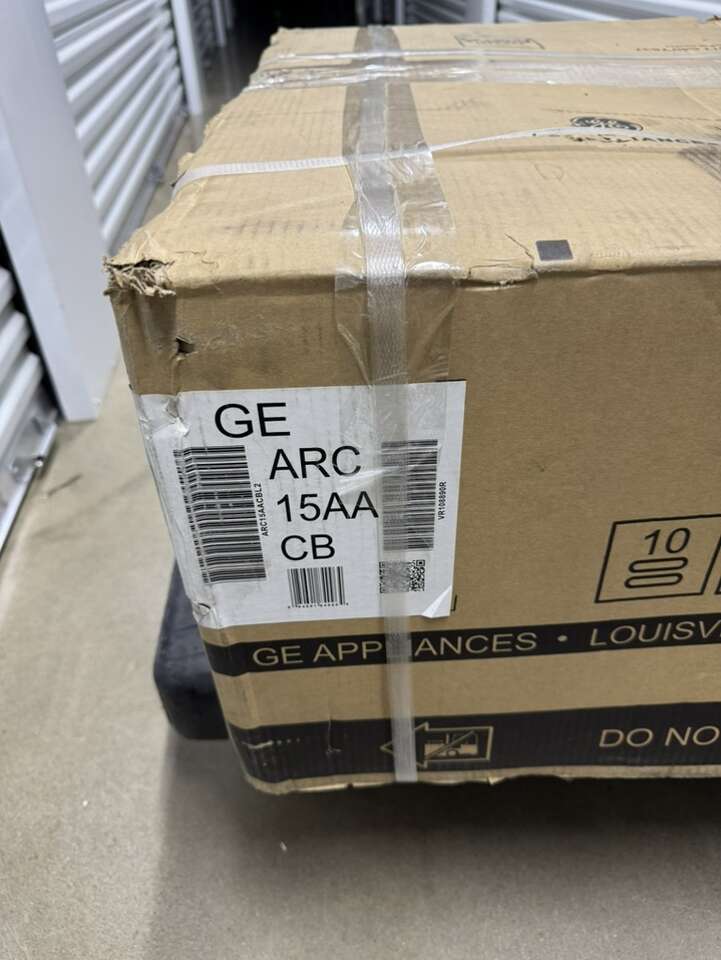 GE
ARC
15AA
CB
ARC15AACBL2
VR108890R
10
GE APPLIANCES • LOUISV
DO NO